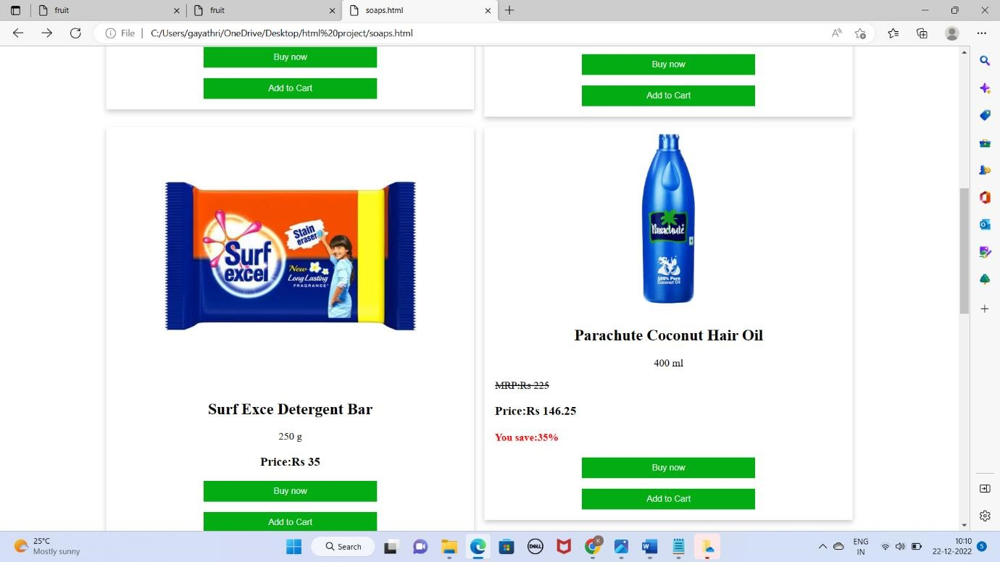 fruit
fruit
soaps.html
File
C:/Users/gayathri/OneDrive/Desktop/html%20project/soaps.html
Buy now
Add to Cart
Buy now
Add to Cart
Surf
excel
Stain
eraser
New
Long Lasting
FRAGRANCE
Surf Exce Detergent Bar
250 g
Price:Rs 35
Buy now
Add to Cart
Parachute
100% Pure
Coconut Oil
Parachute Coconut Hair Oil
400 ml
MRP:Rs 225
Price:Rs 146.25
You save:35%
Buy now
Add to Cart
25°C
Mostly sunny
Search
DELL
K
W
ENG
IN
10:10
22-12-2022
5